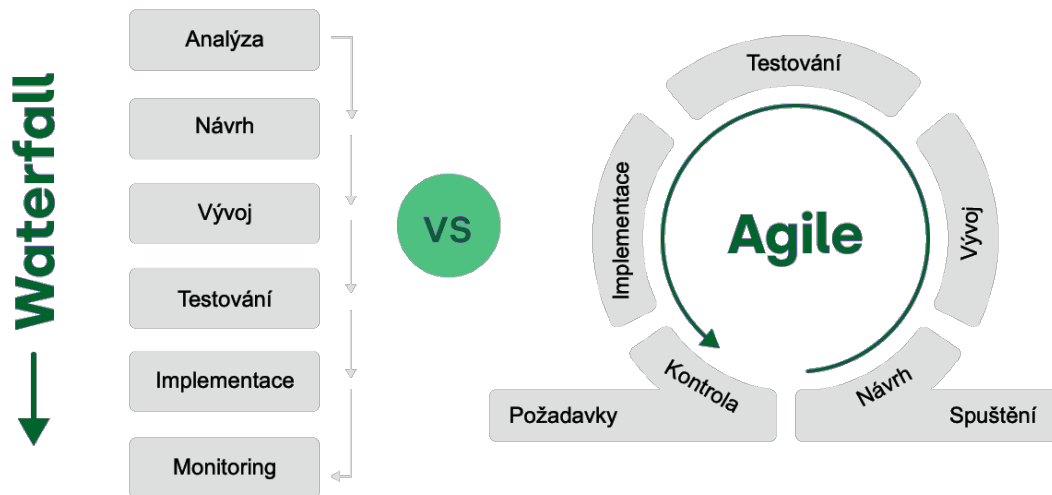 Waterfall
Analýza
Návrh
Vývoj
Testování
Implementace
Monitoring
vs
Agile
Testování
Implementace
Vývoj
Kontrola
Návrh
Požadavky
Spuštění